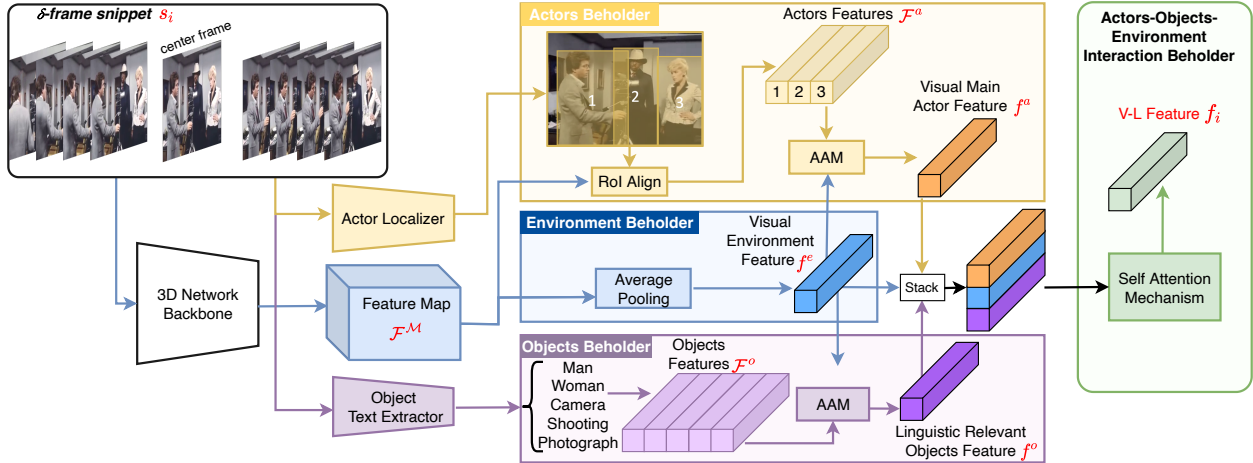 δ-frame snippet s_i
center frame
Actors Beholder
1
2
3
RoI Align
Actors Features F^a
1 2 3
AAM
Visual Main
Actor Feature f^a
Actors-Objects-
Environment
Interaction Beholder
V-L Feature f_i
Self Attention
Mechanism
Actor Localizer
3D Network
Backbone
Feature Map
F^M
Environment Beholder
Average
Pooling
Visual
Environment
Feature f^e
Stack
Object
Text Extractor
Objects Beholder
Man
Woman
Camera
Shooting
Photograph
Objects
Features F^o
AAM
Linguistic Relevant
Objects Feature f^o